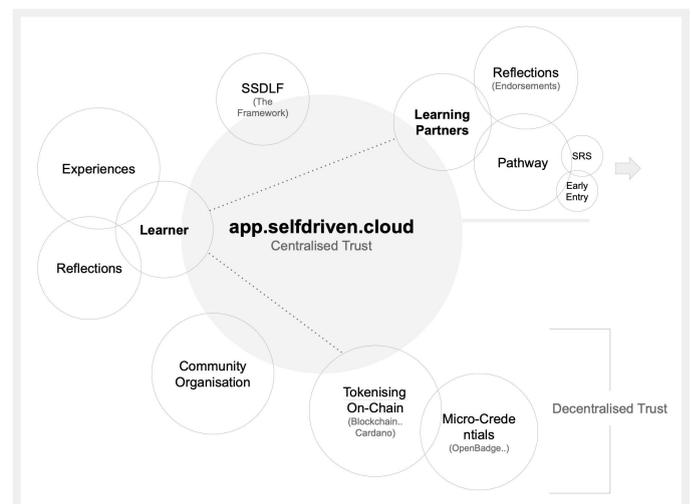 SSDLF
(The
Framework)
Reflections
(Endorsements)
Learning
Partners
Pathway
SRS
Early
Entry
Experiences
Learner
Reflections
app.selfdriven.cloud
Centralised Trust
Community
Organisation
Tokenising
On-Chain
(Blockchain..
Cardano)
Micro-Crede
ntials
(OpenBadge..)
Decentralised Trust